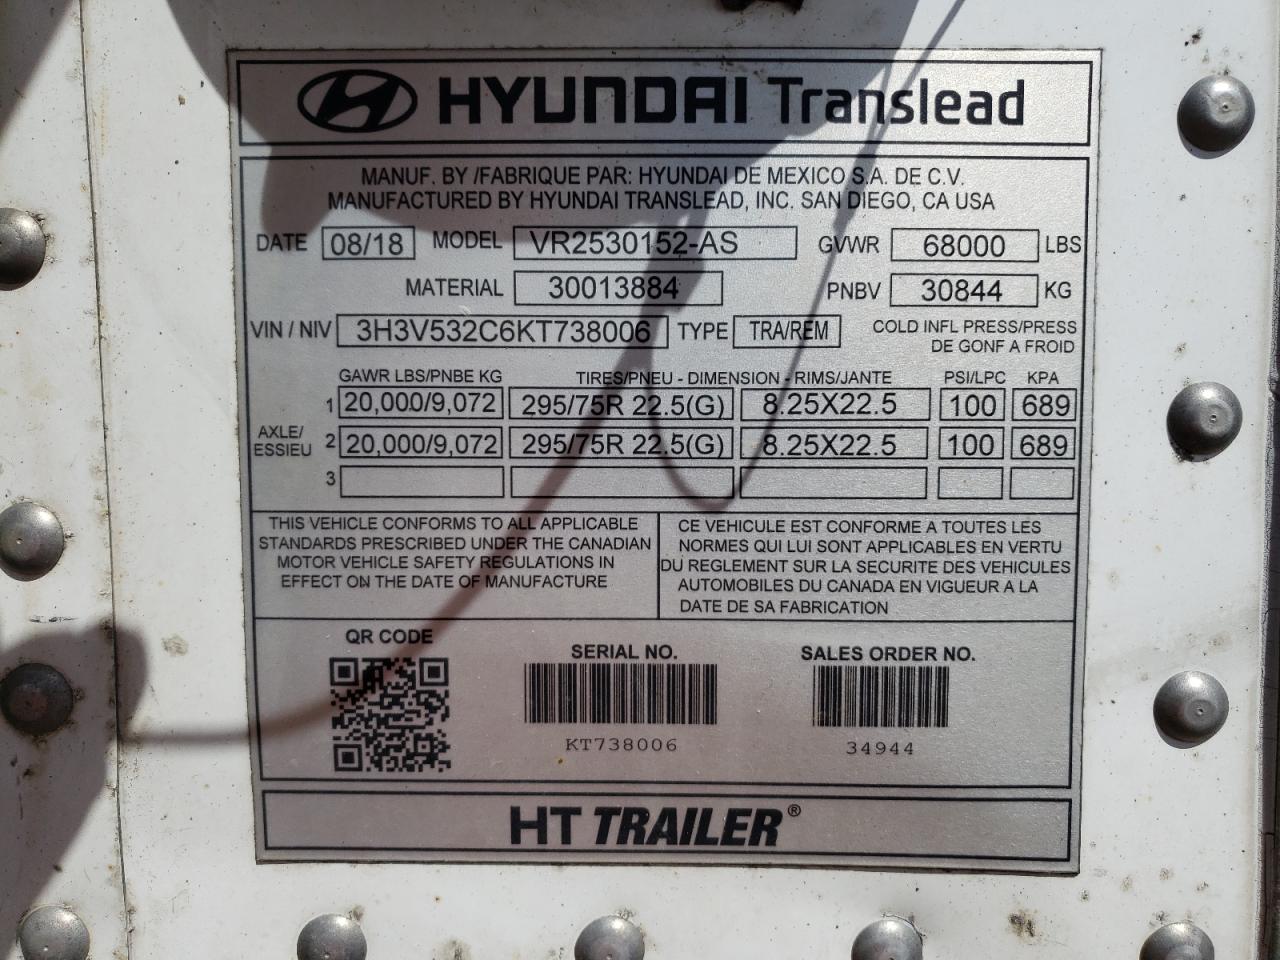 HYUNDAI Translead
MANUF. BY /FABRIQUE PAR: HYUNDAI DE MEXICO S.A. DE C.V.
MANUFACTURED BY HYUNDAI TRANSLEAD, INC. SAN DIEGO, CA USA
DATE 08/18 MODEL VR2530152-AS GVWR 68000 LBS
MATERIAL 30013884 PNBV 30844 KG
VIN / NIV 3H3V532C6KT738006 TYPE TRA/REM COLD INFL PRESS/PRESS
DE GONF A FROID
GAWR LBS/PNBE KG TIRES/PNEU - DIMENSION - RIMS/JANTE PSI/LPC KPA
1 20,000/9,072 295/75R 22.5(G) 8.25X22.5 100 689
AXLE/
ESSIEU 2 20,000/9,072 295/75R 22.5(G) 8.25X22.5 100 689
3
THIS VEHICLE CONFORMS TO ALL APPLICABLE
STANDARDS PRESCRIBED UNDER THE CANADIAN
MOTOR VEHICLE SAFETY REGULATIONS IN
EFFECT ON THE DATE OF MANUFACTURE
CE VEHICULE EST CONFORME A TOUTES LES
NORMES QUI LUI SONT APPLICABLES EN VERTU
DU REGLEMENT SUR LA SECURITE DES VEHICULES
AUTOMOBILES DU CANADA EN VIGUEUR A LA
DATE DE SA FABRICATION
QR CODE
SERIAL NO.
KT738006
SALES ORDER NO.
34944
HT TRAILER®